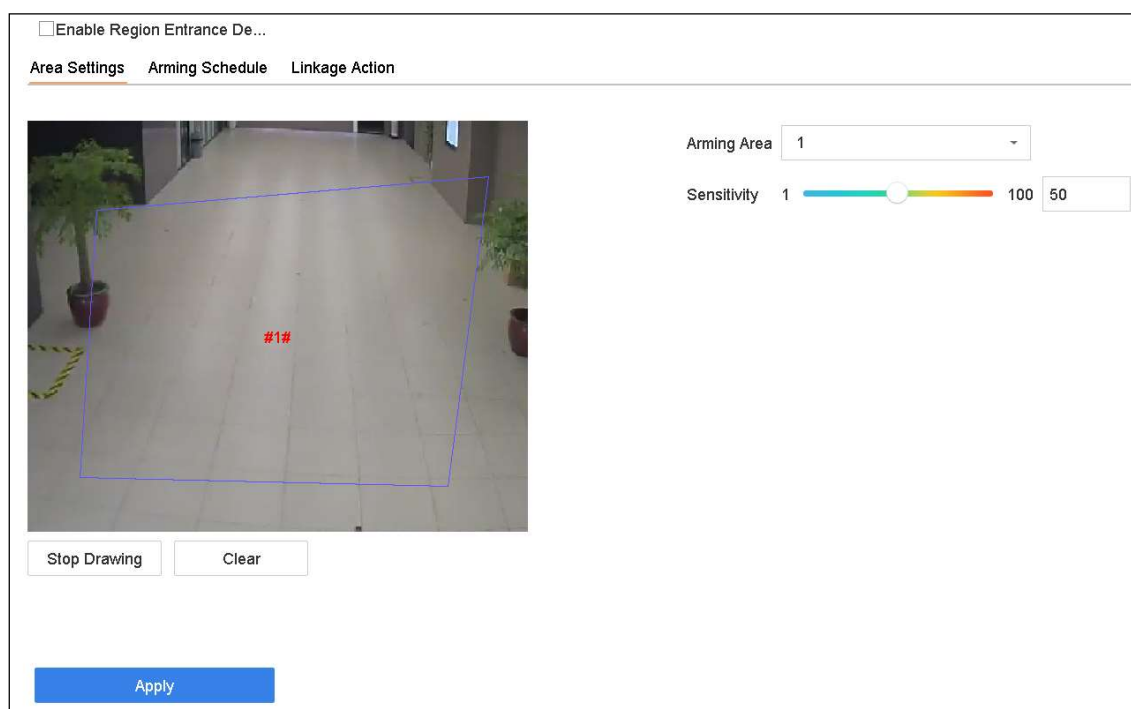 Enable Region Entrance De...
Area Settings Arming Schedule Linkage Action
Arming Area 1
Sensitivity 1 100 50
#1#
Stop Drawing Clear
Apply